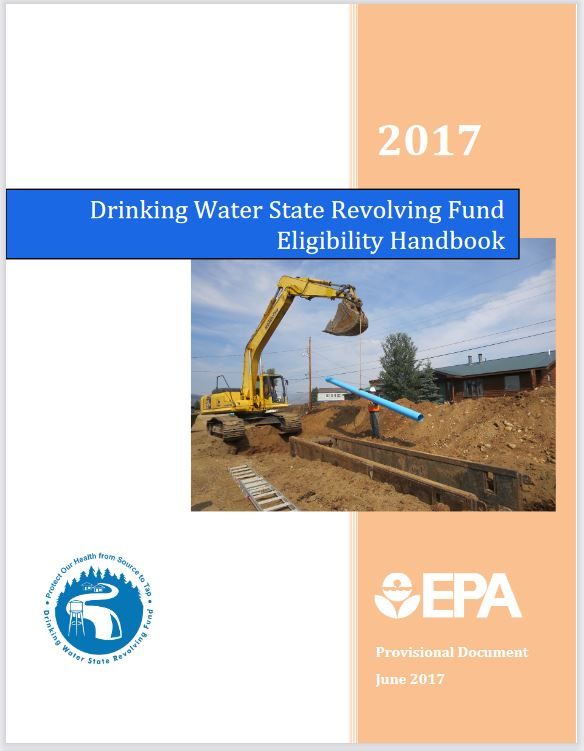 2017
Drinking Water State Revolving Fund
Eligibility Handbook
Protect Our Health from Source to Tap
Drinking Water State Revolving Fund
EPA
Provisional Document
June 2017